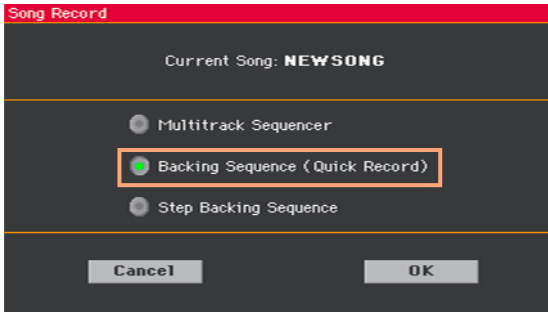 Song Record
Current Song: NEWSONG
Multitrack Sequencer
Backing Sequence (Quick Record)
Step Backing Sequence
Cancel OK